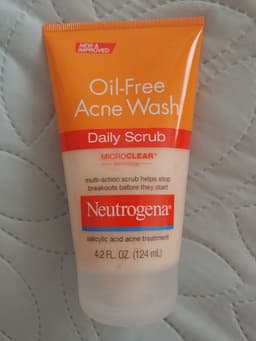 NEW &
IMPROVED
Oil-Free
Acne Wash
Daily Scrub
MICROCLEAR®
multi-action scrub helps stop
breakouts before they start
Neutrogena®
salicylic acid acne treatment
4.2 FL. OZ. (124 mL)